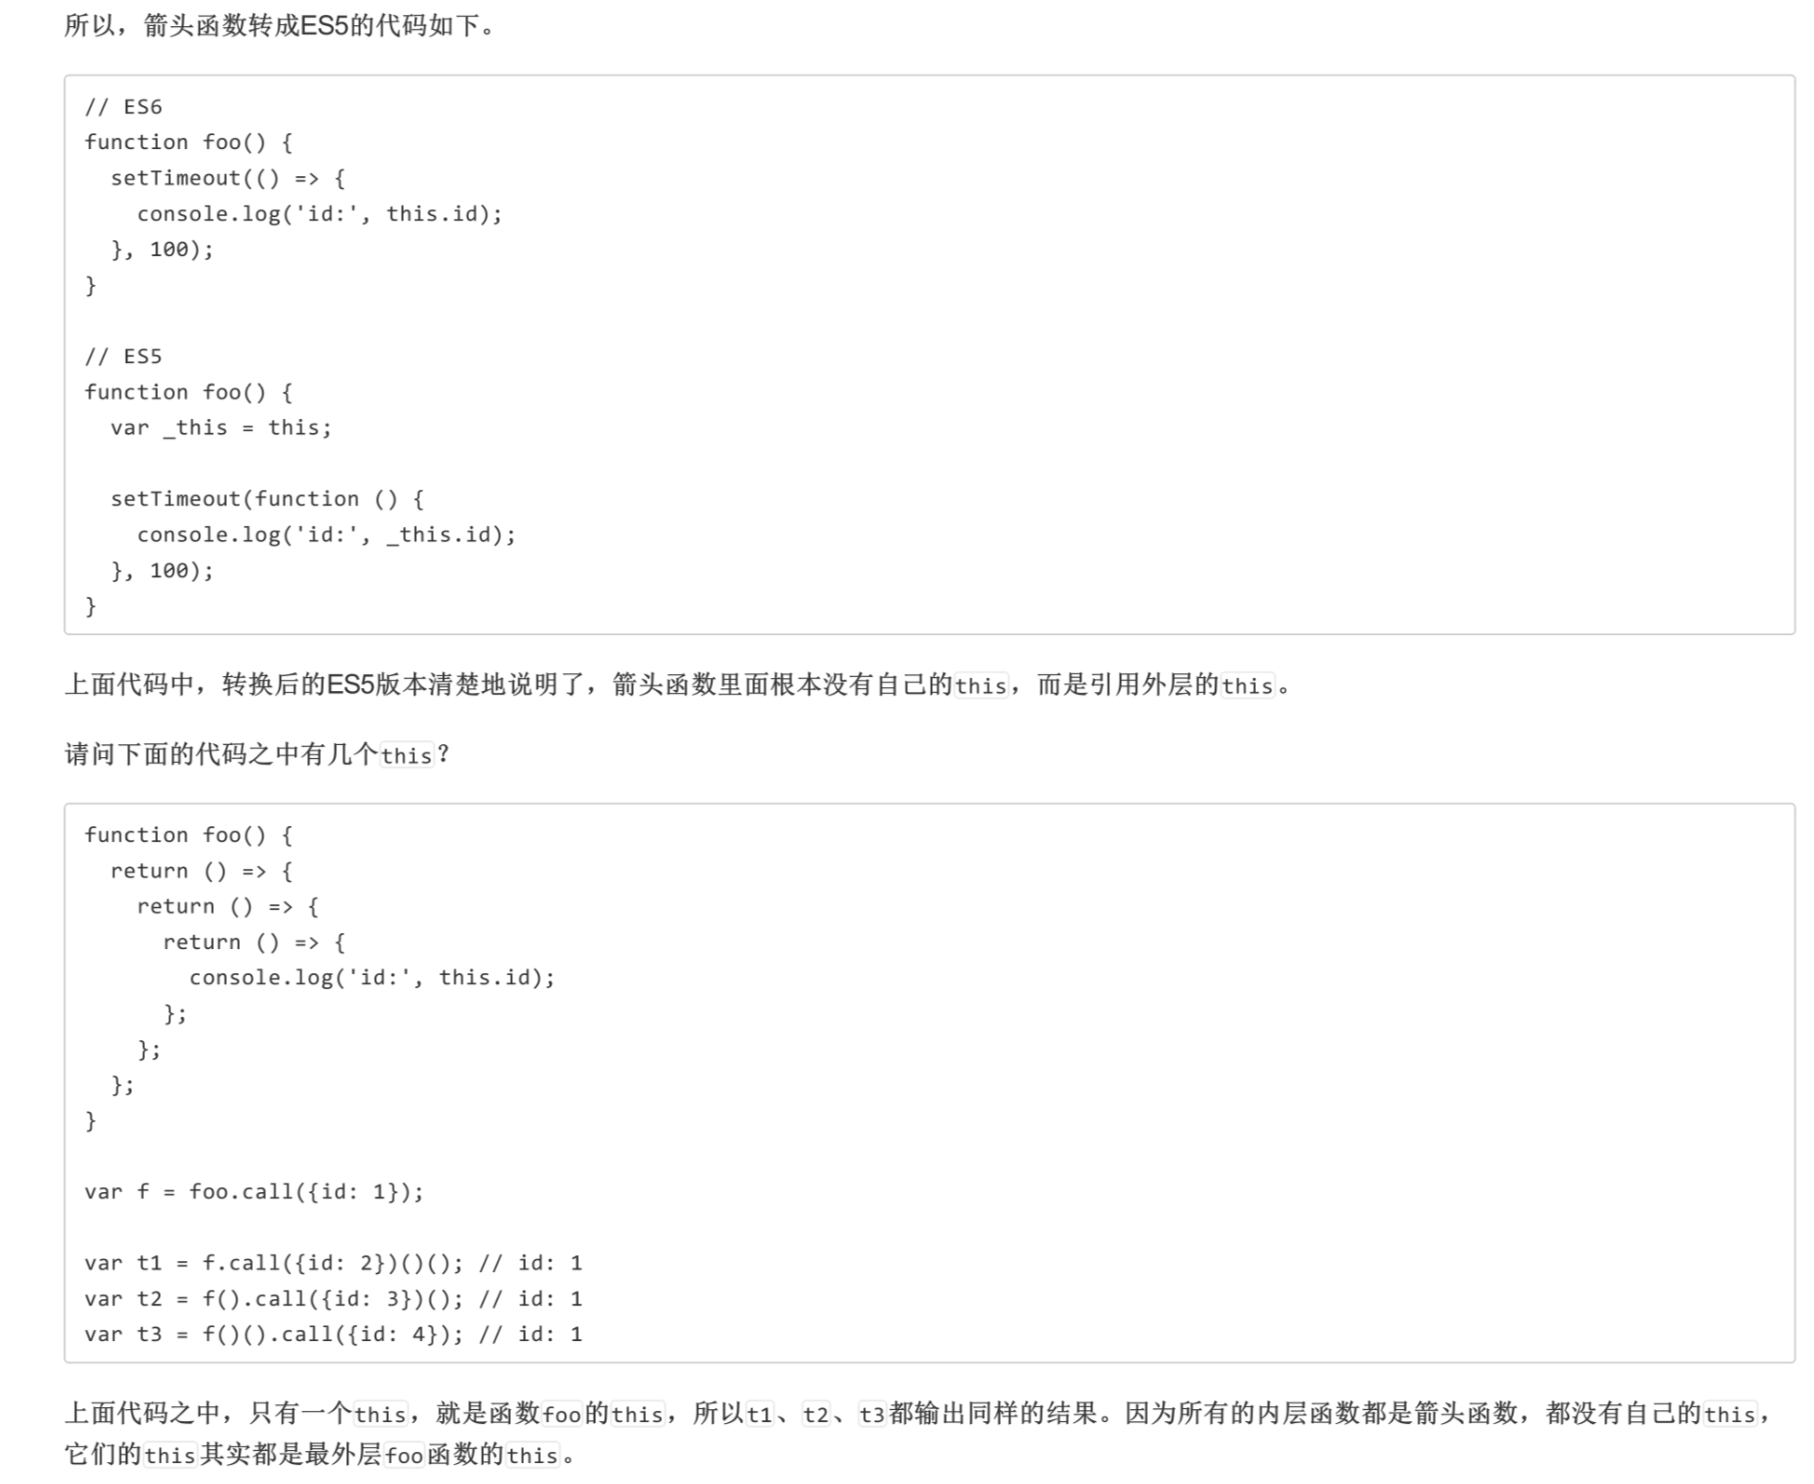 所以，箭头函数转成ES5的代码如下。
// ES6
function foo() {
  setTimeout(() => {
    console.log('id:', this.id);
  }, 100);
}
// ES5
function foo() {
  var _this = this;
  setTimeout(function () {
    console.log('id:', _this.id);
  }, 100);
}
上面代码中，转换后的ES5版本清楚地说明了，箭头函数里面根本没有自己的this，而是引用外层的this。
请问下面的代码之中有几个this？
function foo() {
  return () => {
    return () => {
      return () => {
        console.log('id:', this.id);
      };
    };
  };
}
var f = foo.call({id: 1});
var t1 = f.call({id: 2})()(); // id: 1
var t2 = f().call({id: 3})(); // id: 1
var t3 = f()().call({id: 4}); // id: 1
上面代码之中，只有一个this，就是函数foo的this，所以t1、t2、t3都输出同样的结果。因为所有的内层函数都是箭头函数，都没有自己的this，
它们的this其实都是最外层foo函数的this。